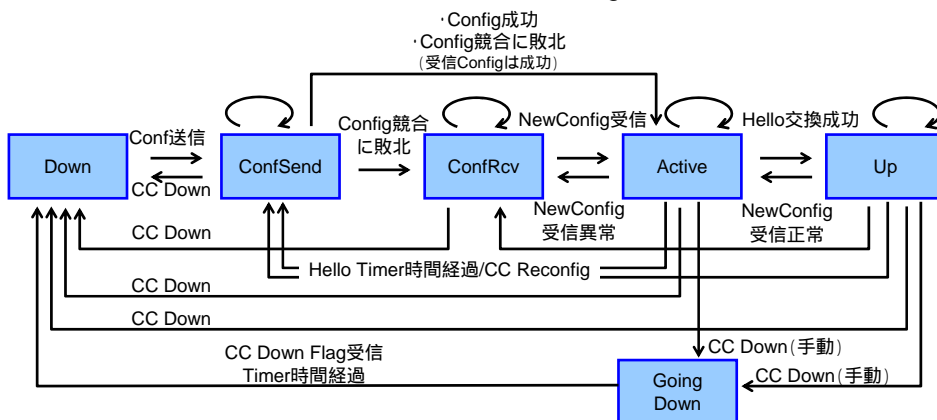 ·Config成功
·Config競合に敗北
(受信Configは成功)
Conf送信
Config競合
に敗北
NewConfig受信
Hello交換成功
Down
ConfSend
ConfRcv
Active
Up
CC Down
NewConfig
受信異常
NewConfig
受信正常
CC Down
Hello Timer時間経過/CC Reconfig
CC Down
CC Down
CC Down Flag受信
Timer時間経過
CC Down(手動)
CC Down(手動)
Going
Down